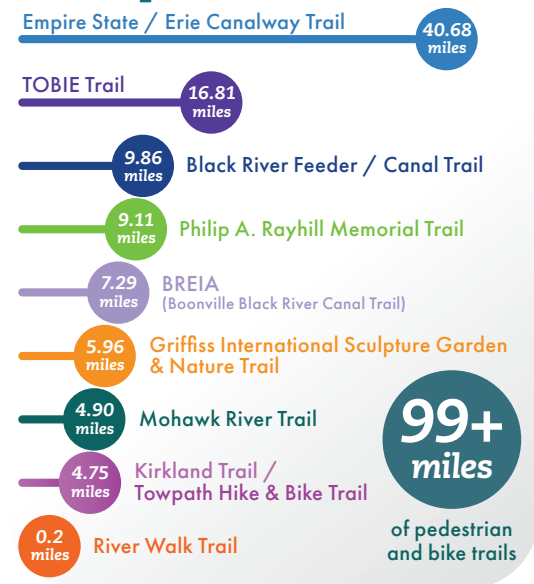 Empire State / Erie Canalway Trail
40.68
miles
TOBIE Trail
16.81
miles
9.86
miles
Black River Feeder / Canal Trail
9.11
miles
Philip A. Rayhill Memorial Trail
7.29
miles
BREIA
(Boonville Black River Canal Trail)
5.96
miles
Griffiss International Sculpture Garden
& Nature Trail
4.90
miles
Mohawk River Trail
4.75
miles
Kirkland Trail /
Towpath Hike & Bike Trail
0.2
miles
River Walk Trail
99+
miles
of pedestrian
and bike trails